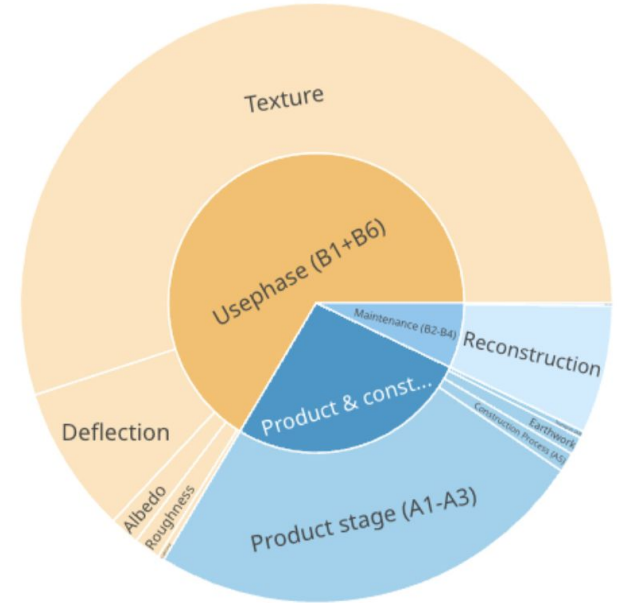 Texture
Usephase (B1+B6)
Maintenance (B2-B4)
Reconstruction
Product & const...
Deflection
Earthwork
Construction Process (A5)
Albedo
Roughness
Product stage (A1-A3)